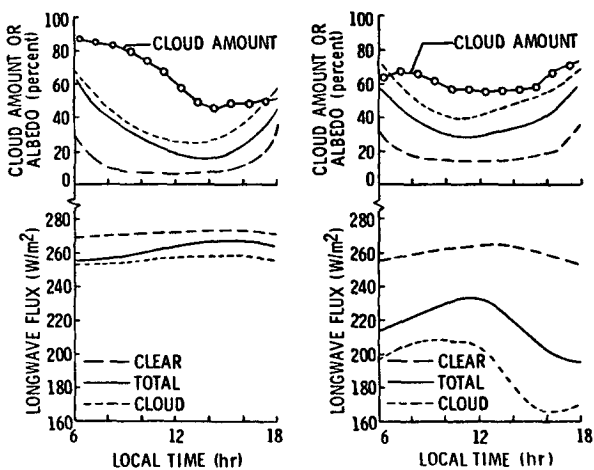 CLOUD AMOUNT OR
ALBEDO (percent)
100
80
60
40
20
0
CLOUD AMOUNT
LONGWAVE FLUX (W/m²)
280
260
240
220
200
180
160
CLEAR
TOTAL
CLOUD
6
12
18
LOCAL TIME (hr)
CLOUD AMOUNT OR
ALBEDO (percent)
100
80
60
40
20
0
CLOUD AMOUNT
LONGWAVE FLUX (W/m²)
280
260
240
220
200
180
160
CLEAR
TOTAL
CLOUD
6
12
18
LOCAL TIME (hr)